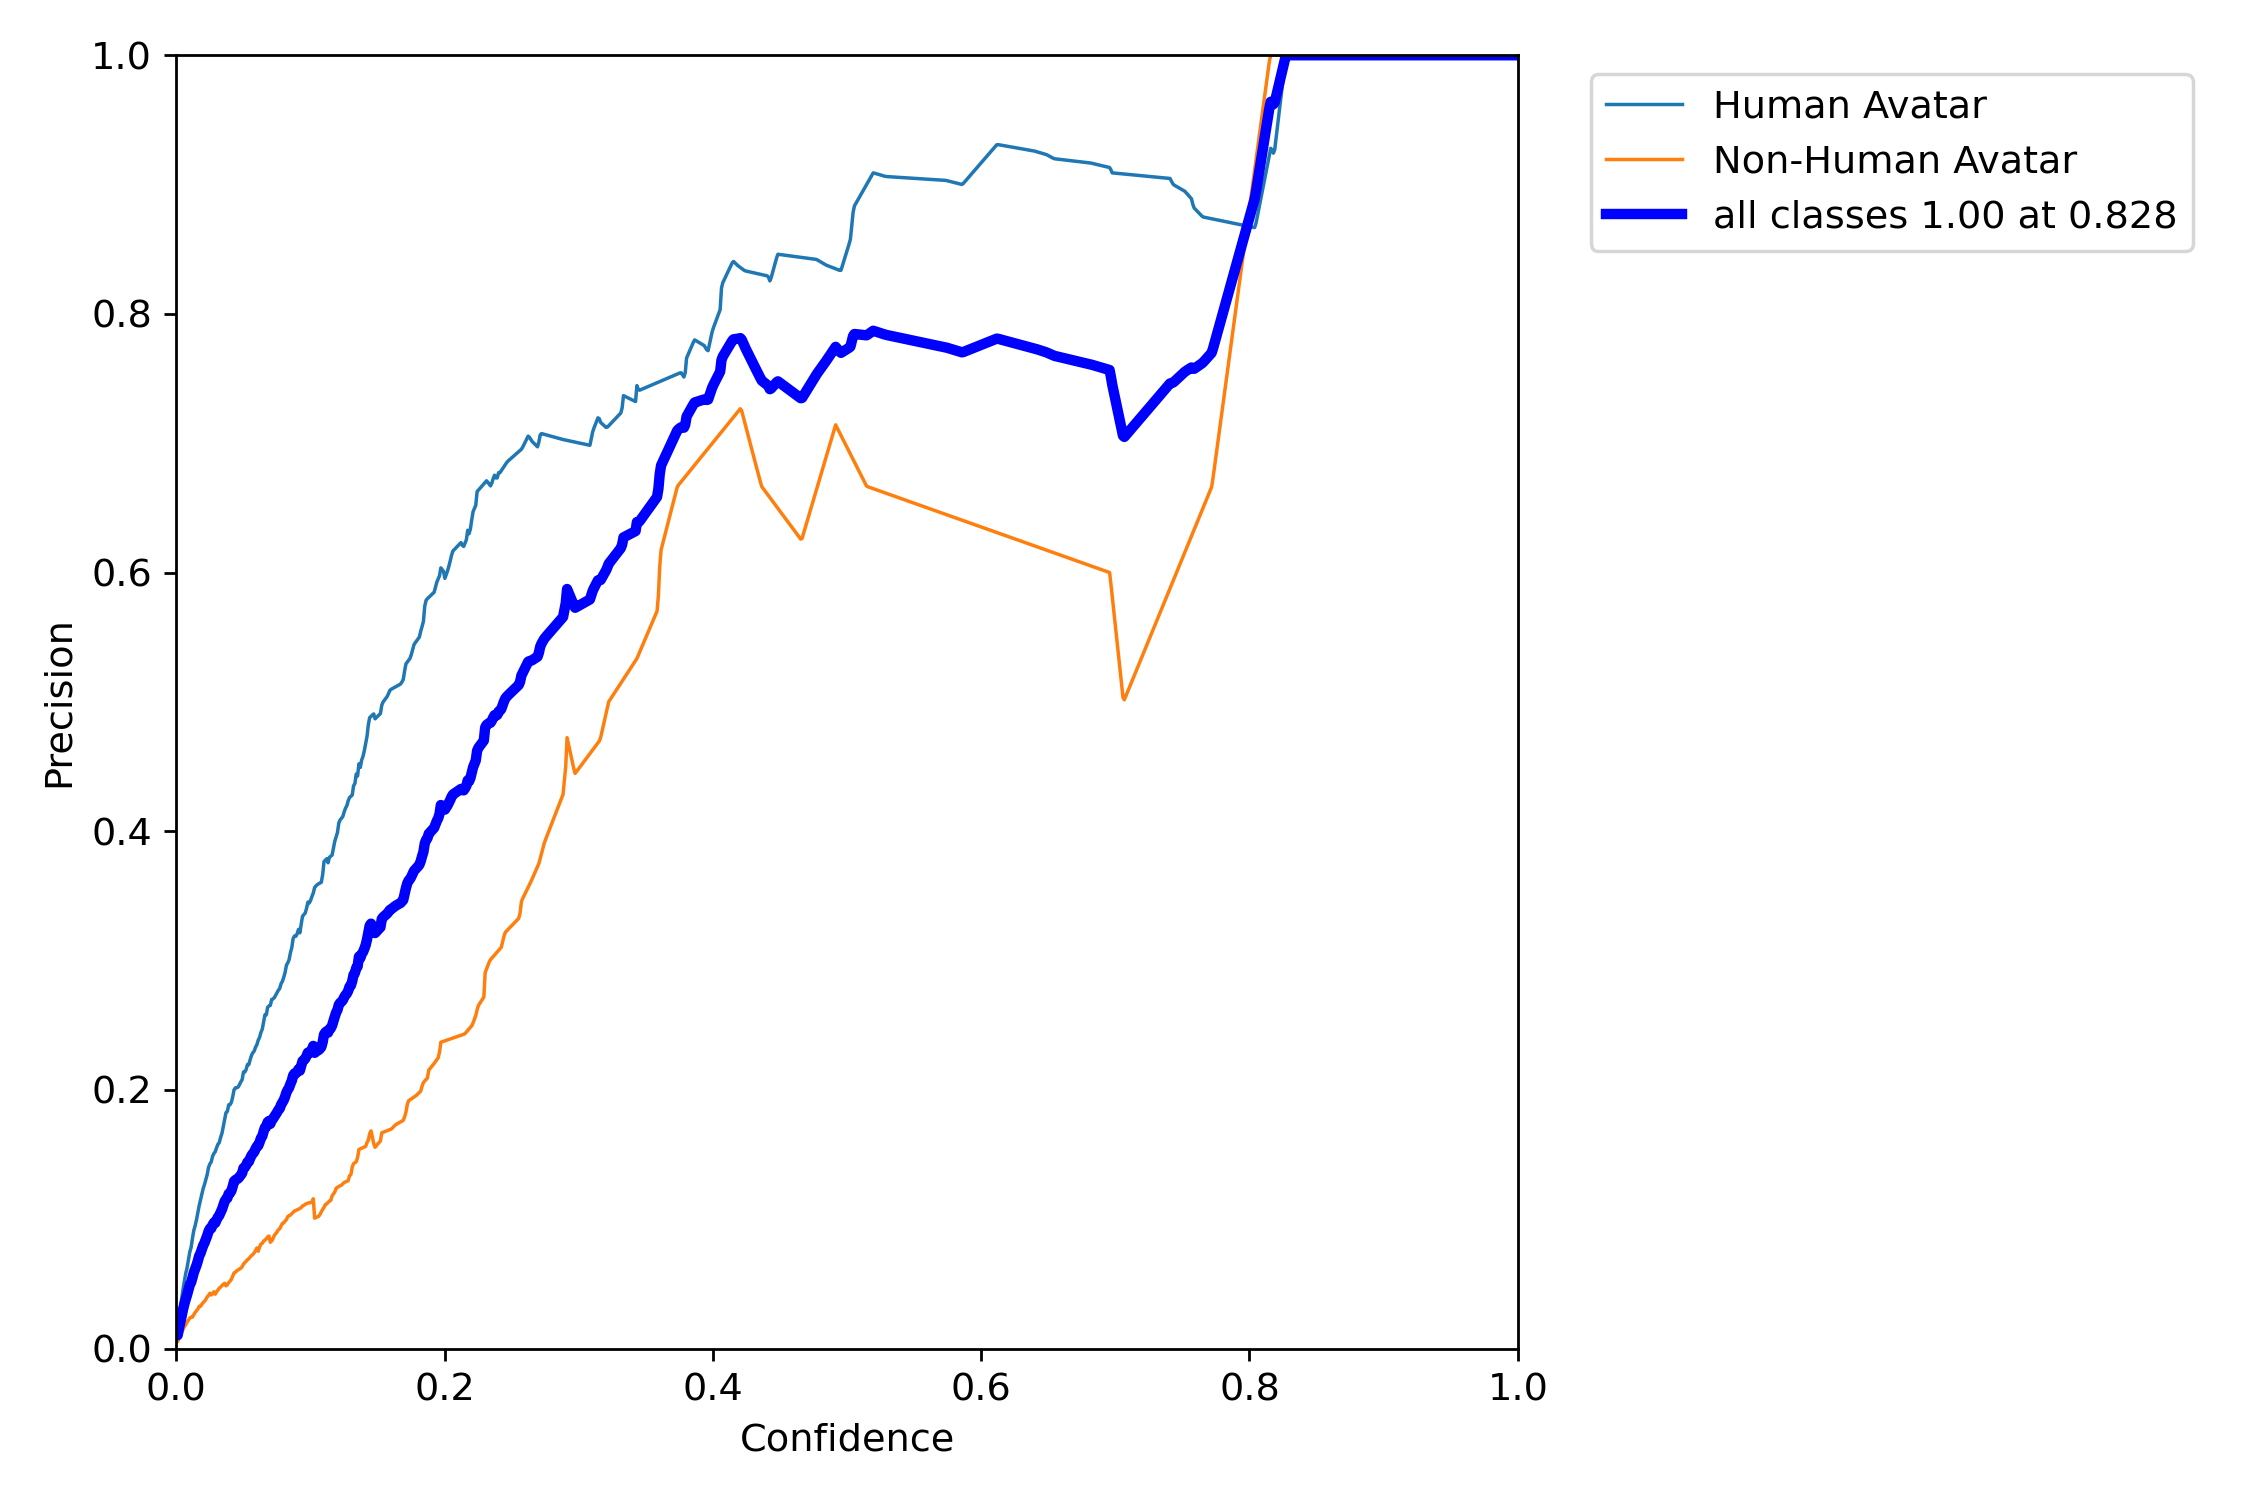 1.0
0.8
0.6
0.4
0.2
0.0
Precision
0.0 0.2 0.4 0.6 0.8 1.0
Confidence
Human Avatar
Non-Human Avatar
all classes 1.00 at 0.828